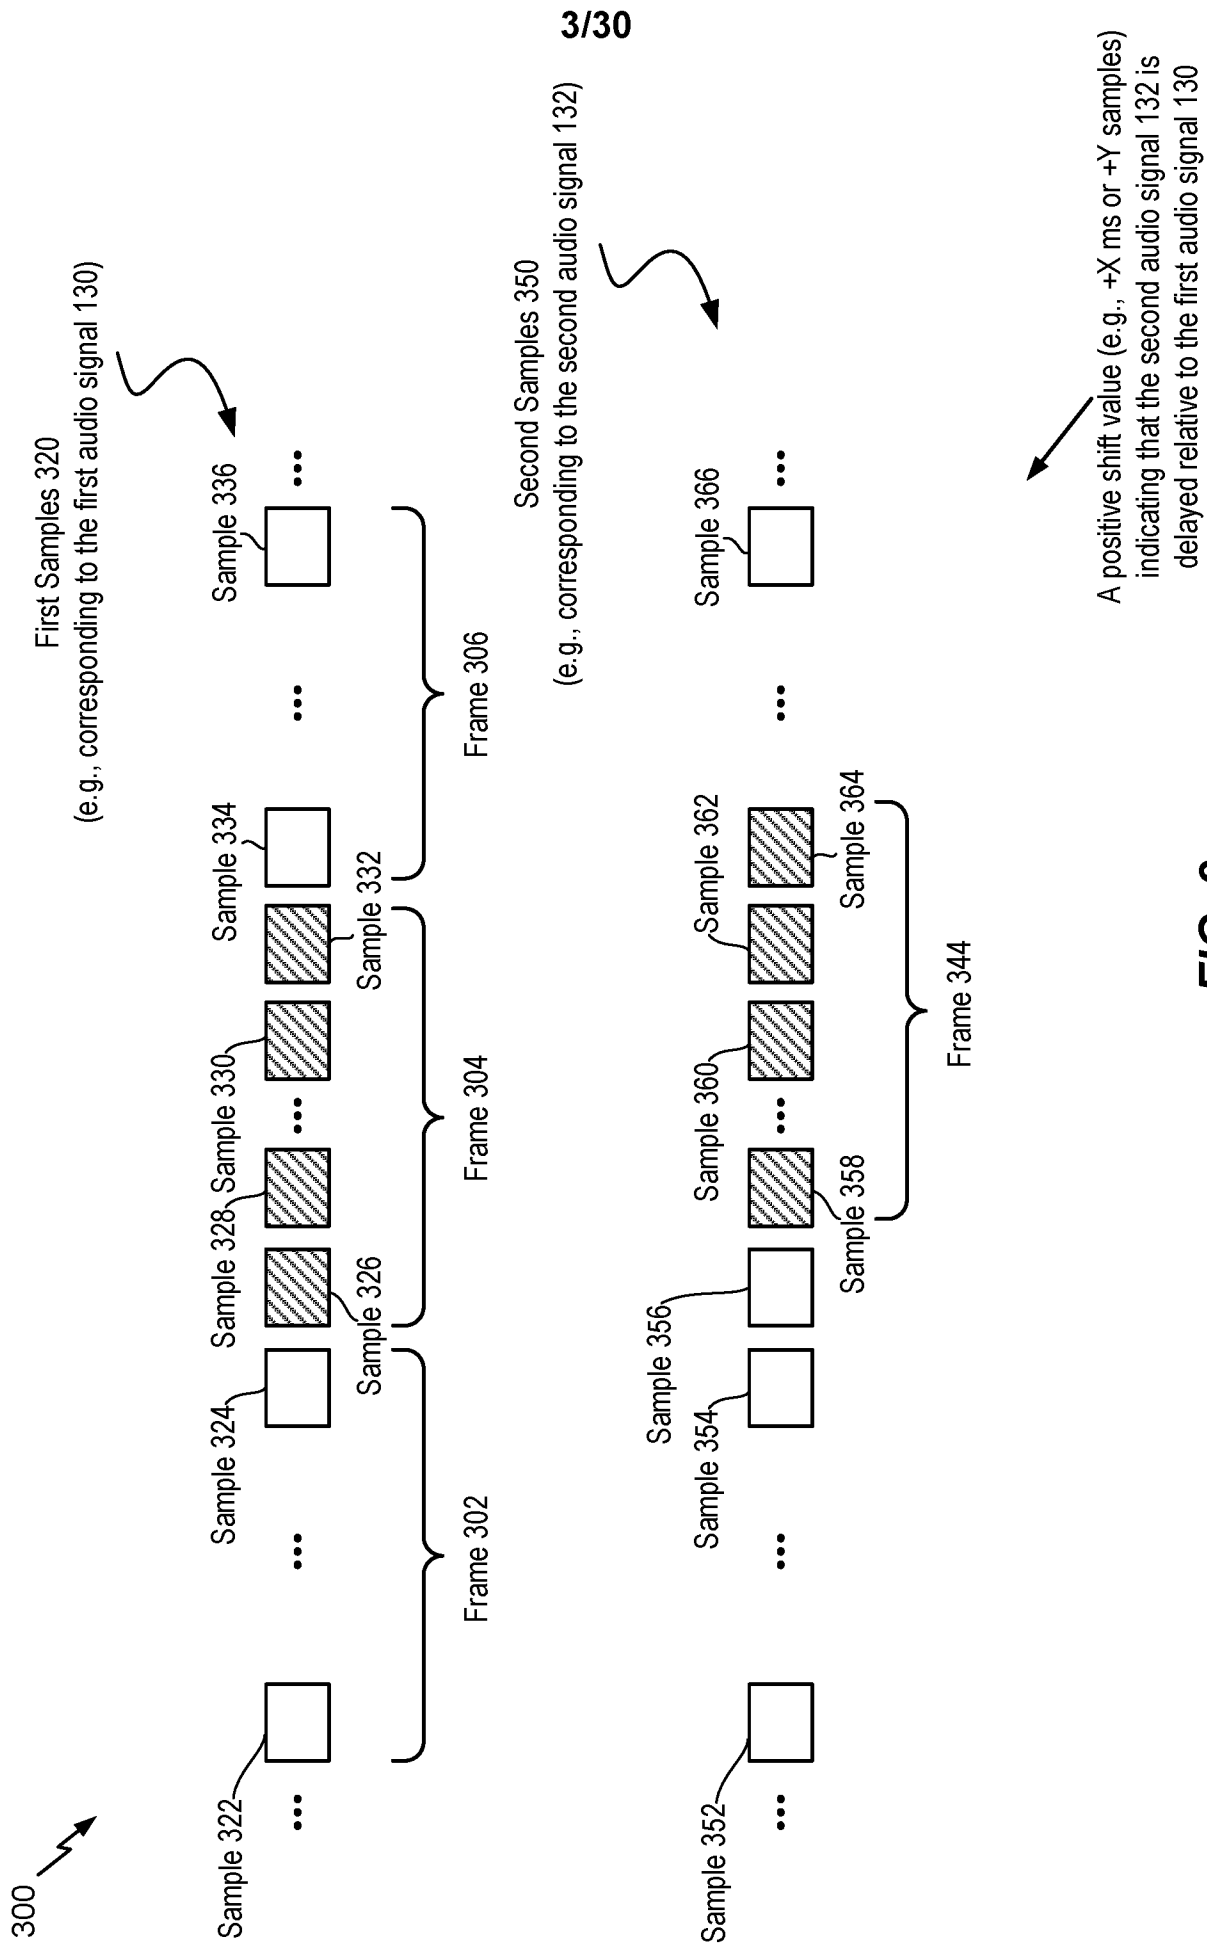 3/30
300
First Samples 320
(e.g., corresponding to the first audio signal 130)
Sample 322
Sample 324
Sample 326
Sample 328
Sample 330
Sample 332
Sample 334
Sample 336
...
...
...
...
...
Frame 302
Frame 304
Frame 306
Second Samples 350
(e.g., corresponding to the second audio signal 132)
Sample 352
Sample 354
Sample 356
Sample 358
Sample 360
Sample 362
Sample 364
Sample 366
...
...
...
...
...
Frame 344
A positive shift value (e.g., +X ms or +Y samples)
indicating that the second audio signal 132 is
delayed relative to the first audio signal 130